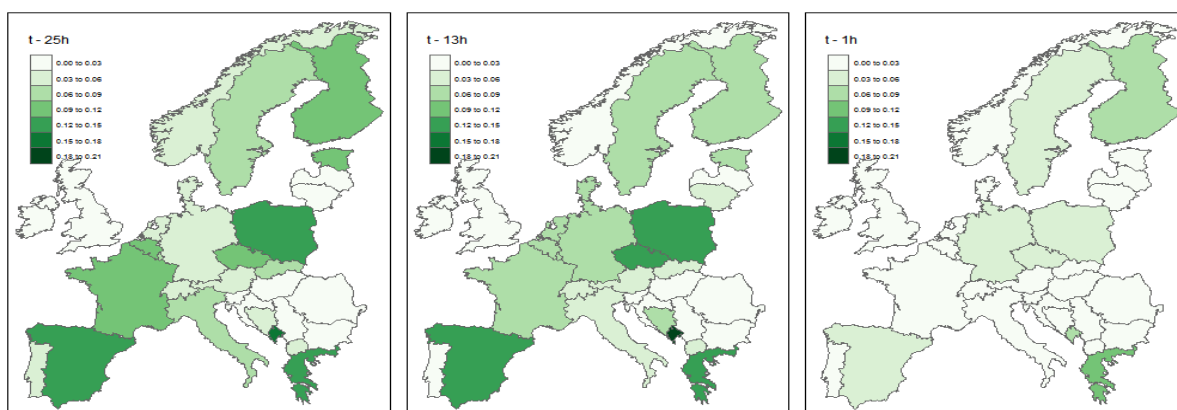 t - 25h
0.00 to 0.03
0.03 to 0.06
0.06 to 0.09
0.09 to 0.12
0.12 to 0.15
0.15 to 0.18
0.18 to 0.21
t - 13h
0.00 to 0.03
0.03 to 0.06
0.06 to 0.09
0.09 to 0.12
0.12 to 0.15
0.15 to 0.18
0.18 to 0.21
t - 1h
0.00 to 0.03
0.03 to 0.06
0.06 to 0.09
0.09 to 0.12
0.12 to 0.15
0.15 to 0.18
0.18 to 0.21